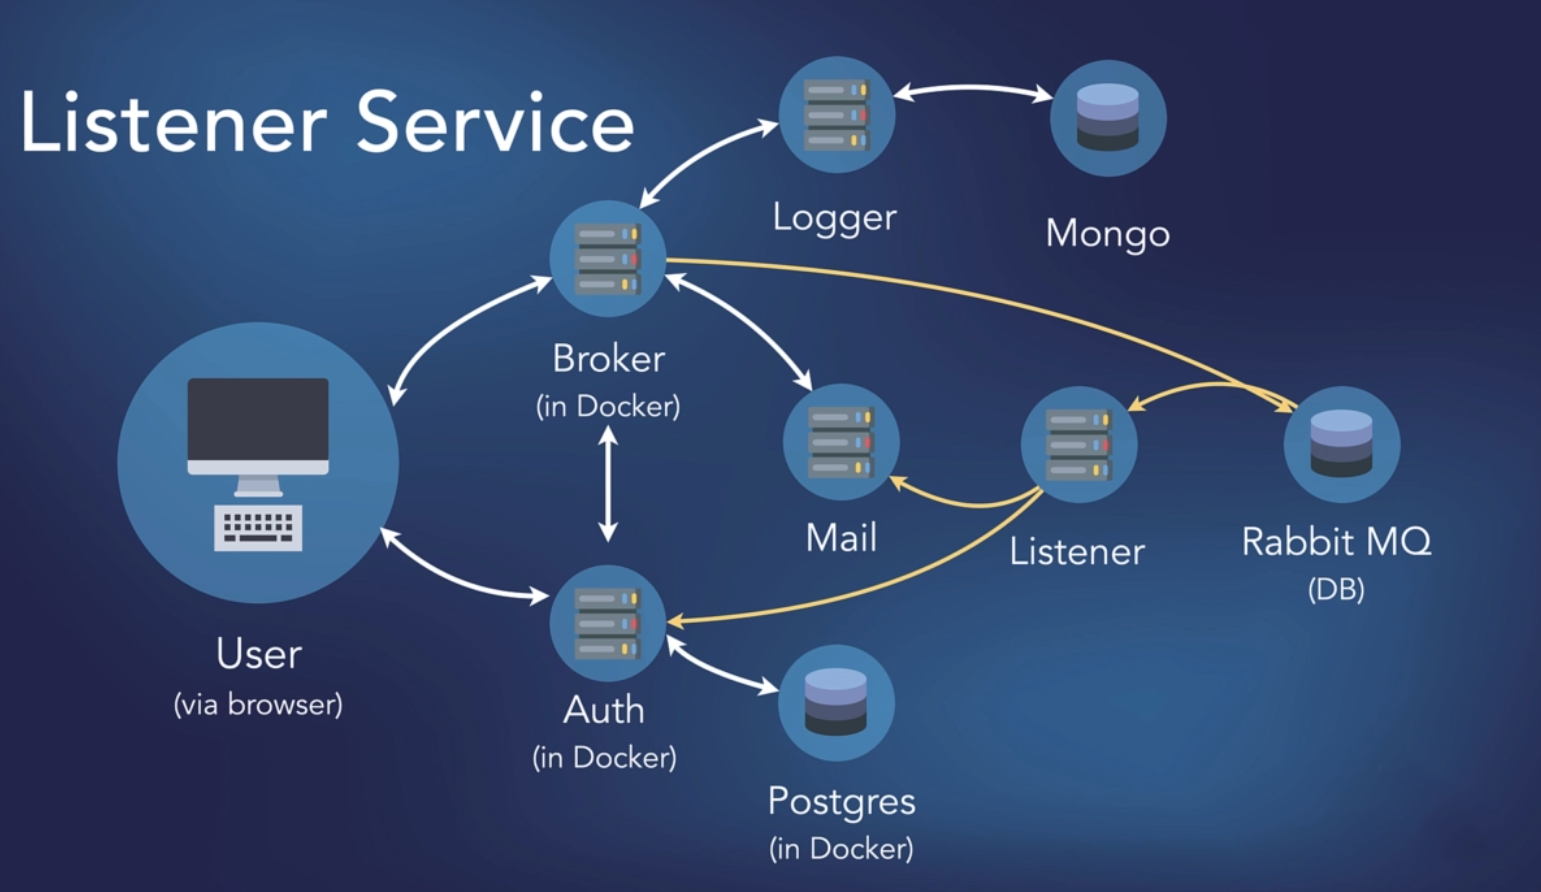 Listener Service
Logger
Mongo
Broker
(in Docker)
Mail
Listener
Rabbit MQ
(DB)
User
(via browser)
Auth
(in Docker)
Postgres
(in Docker)